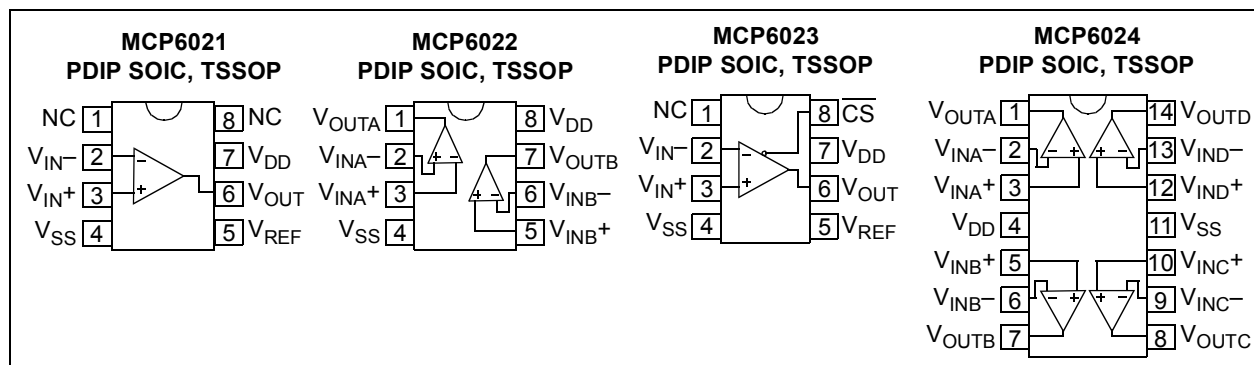 MCP6021
PDIP SOIC, TSSOP
NC 1
8 NC
VIN– 2
7 VDD
VIN+ 3
6 VOUT
VSS 4
5 VREF
– +
MCP6022
PDIP SOIC, TSSOP
VOUTA 1
8 VDD
VINA– 2
7 VOUTB
VINA+ 3
6 VINB–
VSS 4
5 VINB+
+ –
+ –
MCP6023
PDIP SOIC, TSSOP
NC 1
8 CS
VIN– 2
7 VDD
VIN+ 3
6 VOUT
VSS 4
5 VREF
– +
MCP6024
PDIP SOIC, TSSOP
VOUTA 1
14 VOUTD
VINA– 2
13 VIND–
VINA+ 3
12 VIND+
VDD 4
11 VSS
VINB+ 5
10 VINC+
VINB– 6
9 VINC–
VOUTB 7
8 VOUTC
– + + –
– + + –